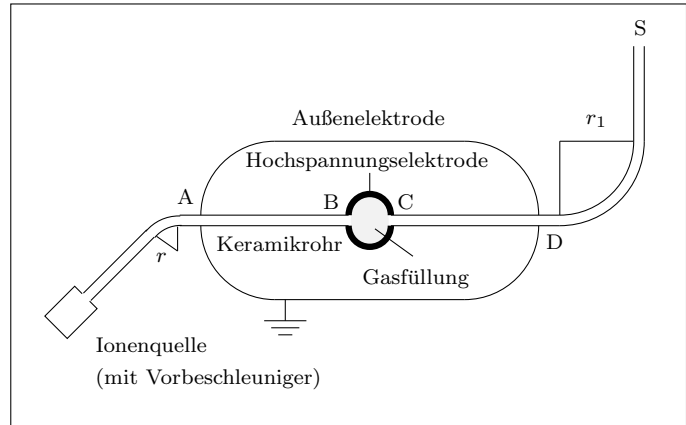 S
Außenelektrode
r₁
Hochspannungselektrode
A
B
C
Keramikrohr
D
r
Gasfüllung
Ionenquelle
(mit Vorbeschleuniger)